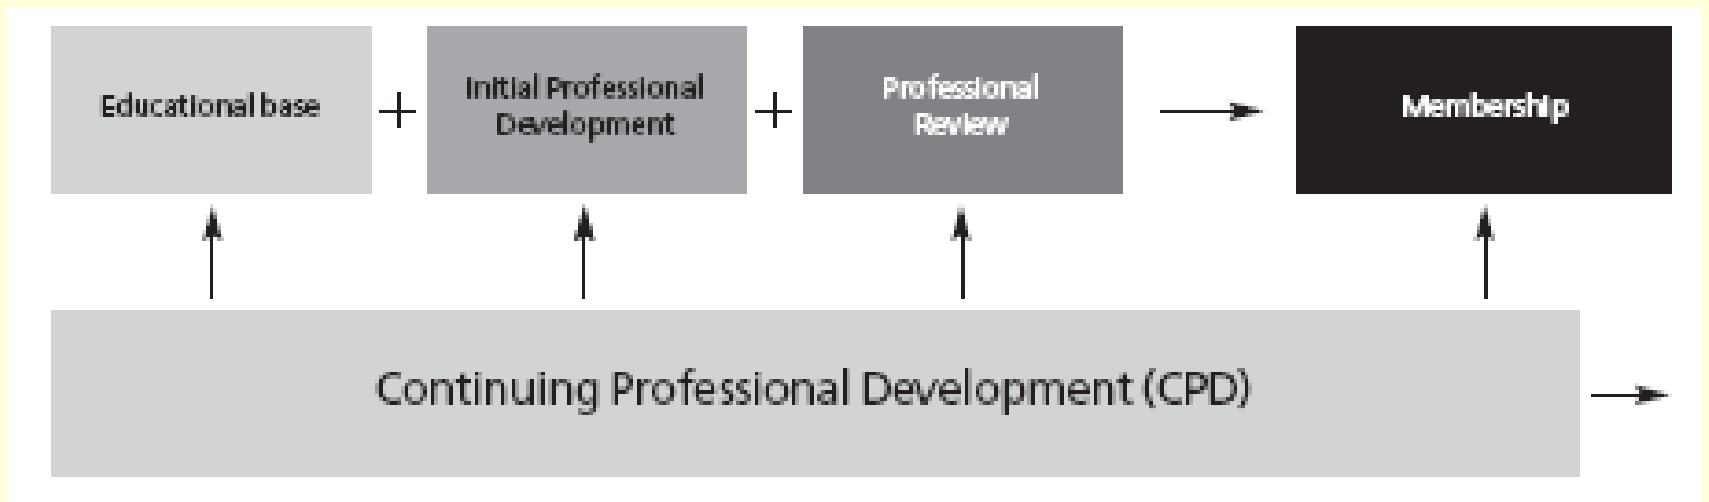 Educational base
+
Initial Professional
Development
+
Professional
Review
Membership
Continuing Professional Development (CPD)